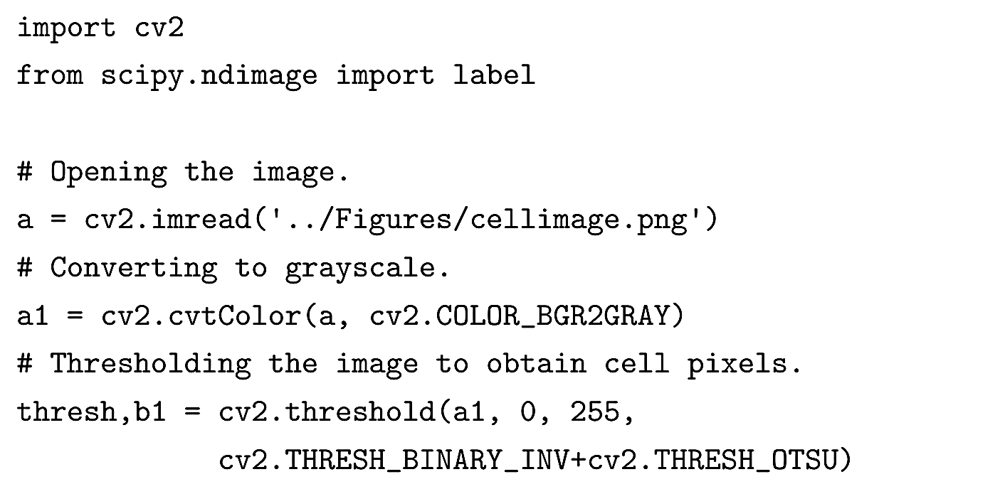 import cv2
from scipy.ndimage import label
# Opening the image.
a = cv2.imread('../Figures/cellimage.png')
# Converting to grayscale.
a1 = cv2.cvtColor(a, cv2.COLOR_BGR2GRAY)
# Thresholding the image to obtain cell pixels.
thresh,b1 = cv2.threshold(a1, 0, 255,
            cv2.THRESH_BINARY_INV+cv2.THRESH_OTSU)